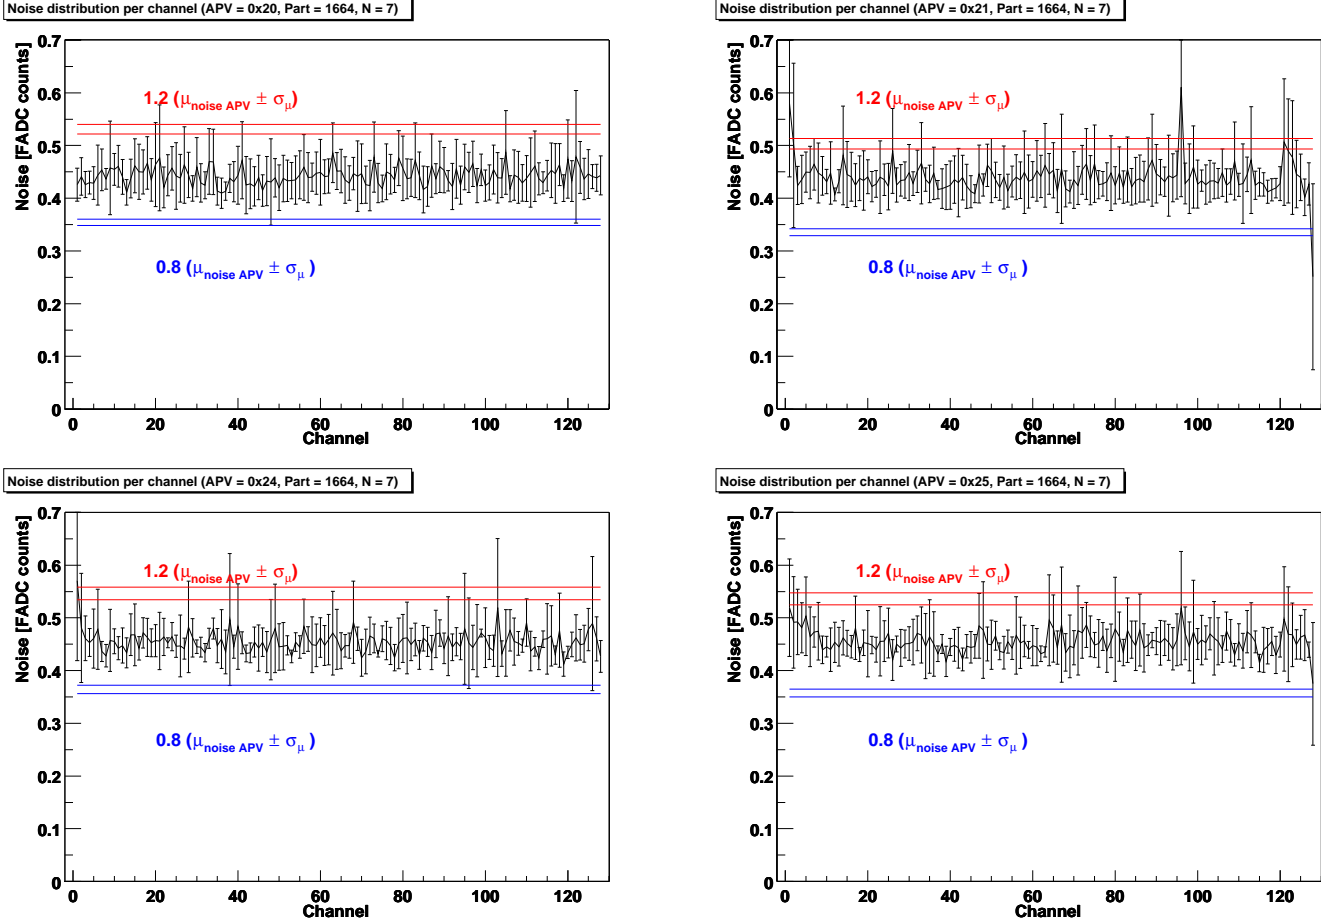 Noise distribution per channel (APV = 0x20, Part = 1664, N = 7)
Noise [FADC counts]
0.7
0.6
0.5
0.4
0.3
0.2
0.1
0
1.2 (μnoise APV ± σμ)
0.8 (μnoise APV ± σμ)
0 20 40 60 80 100 120
Channel
Noise distribution per channel (APV = 0x21, Part = 1664, N = 7)
Noise [FADC counts]
0.7
0.6
0.5
0.4
0.3
0.2
0.1
0
1.2 (μnoise APV ± σμ)
0.8 (μnoise APV ± σμ)
0 20 40 60 80 100 120
Channel
Noise distribution per channel (APV = 0x24, Part = 1664, N = 7)
Noise [FADC counts]
0.7
0.6
0.5
0.4
0.3
0.2
0.1
0
1.2 (μnoise APV ± σμ)
0.8 (μnoise APV ± σμ)
0 20 40 60 80 100 120
Channel
Noise distribution per channel (APV = 0x25, Part = 1664, N = 7)
Noise [FADC counts]
0.7
0.6
0.5
0.4
0.3
0.2
0.1
0
1.2 (μnoise APV ± σμ)
0.8 (μnoise APV ± σμ)
0 20 40 60 80 100 120
Channel